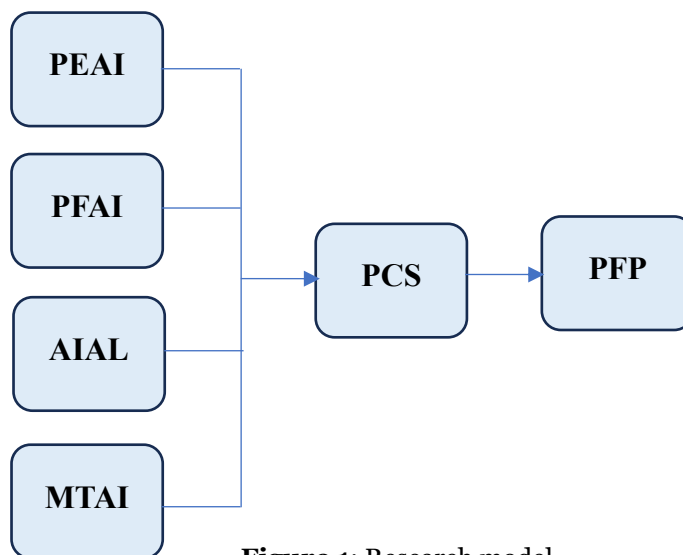 PEAI
PFAI
PCS
PFP
AIAL
MTAI
Figure 1: Research model